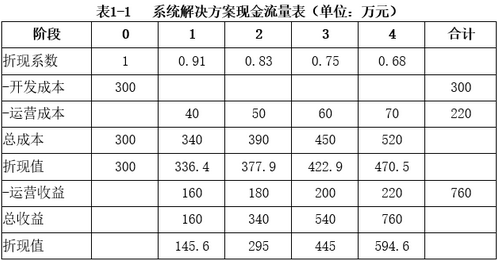 表1-1 系统解决方案现金流量表（单位：万元）
阶段 0 1 2 3 4 合计
折现系数 1 0.91 0.83 0.75 0.68
-开发成本 300 300
-运营成本 40 50 60 70 220
总成本 300 340 390 450 520
折现值 300 336.4 377.9 422.9 470.5
-运营收益 160 180 200 220 760
总收益 160 340 540 760
折现值 145.6 295 445 594.6